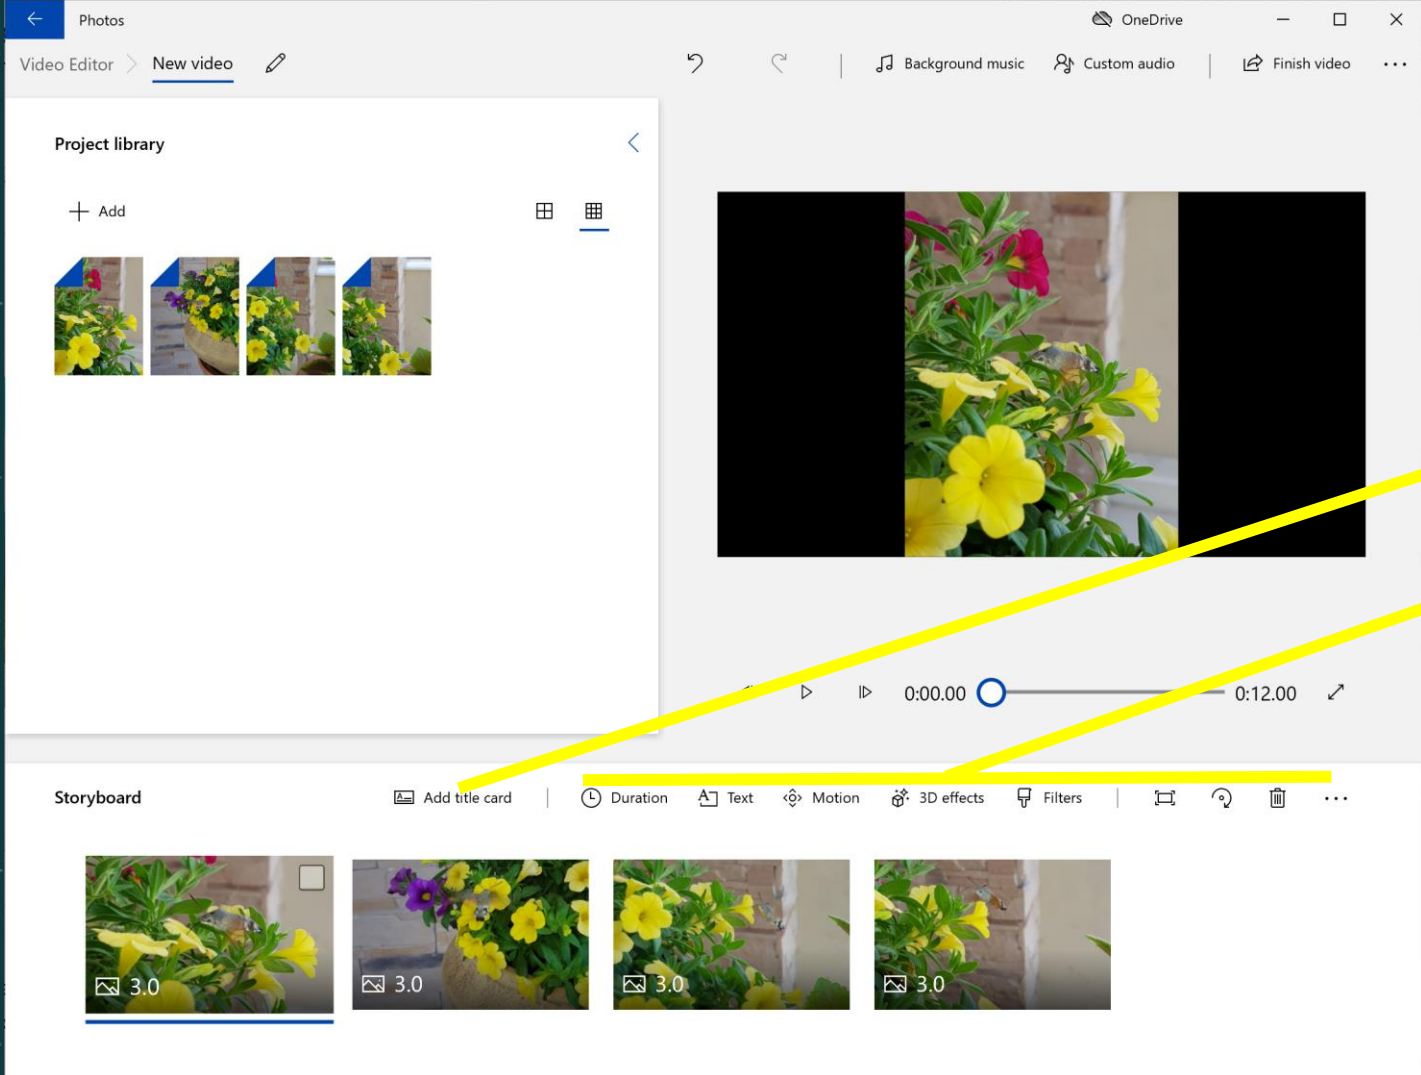 Photos
OneDrive
Video Editor
New video
Background music
Custom audio
Finish video
Project library
Add
0:00.00
0:12.00
Storyboard
Add title card
Duration
Text
Motion
3D effects
Filters
3.0
3.0
3.0
3.0